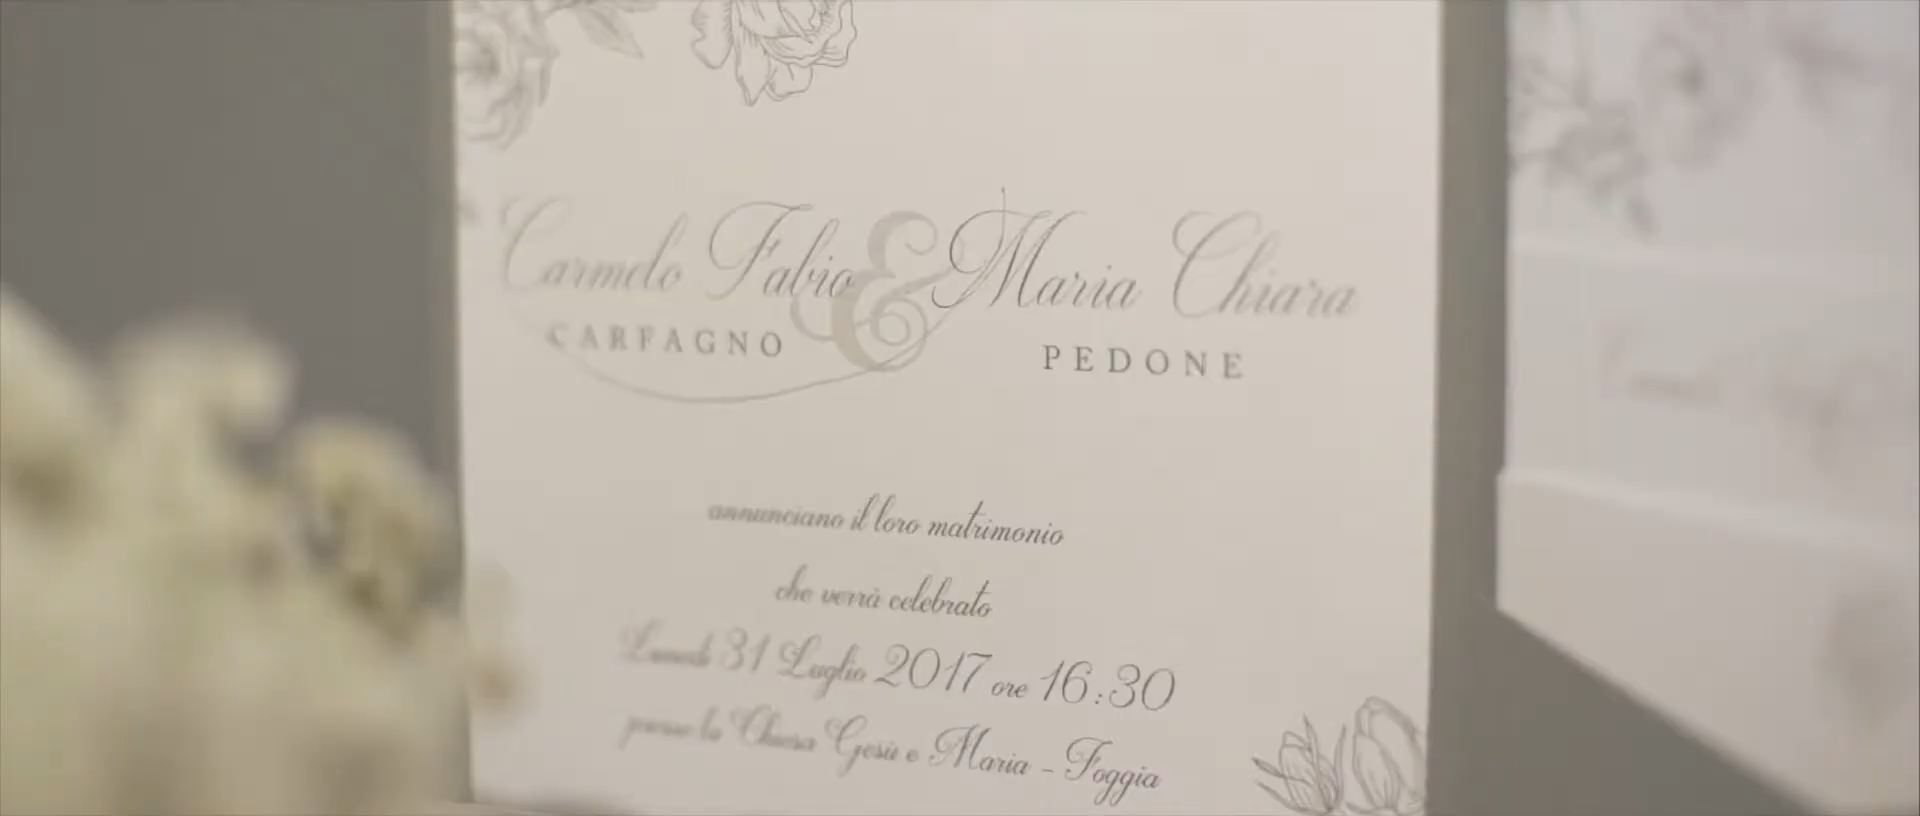 Carmelo Fabio & Maria Chiara
CARFAGNO PEDONE
annunciano il loro matrimonio
che verrà celebrato
Lunedì 31 Luglio 2017 ore 16:30
presso la Chiesa Gesù e Maria - Foggia